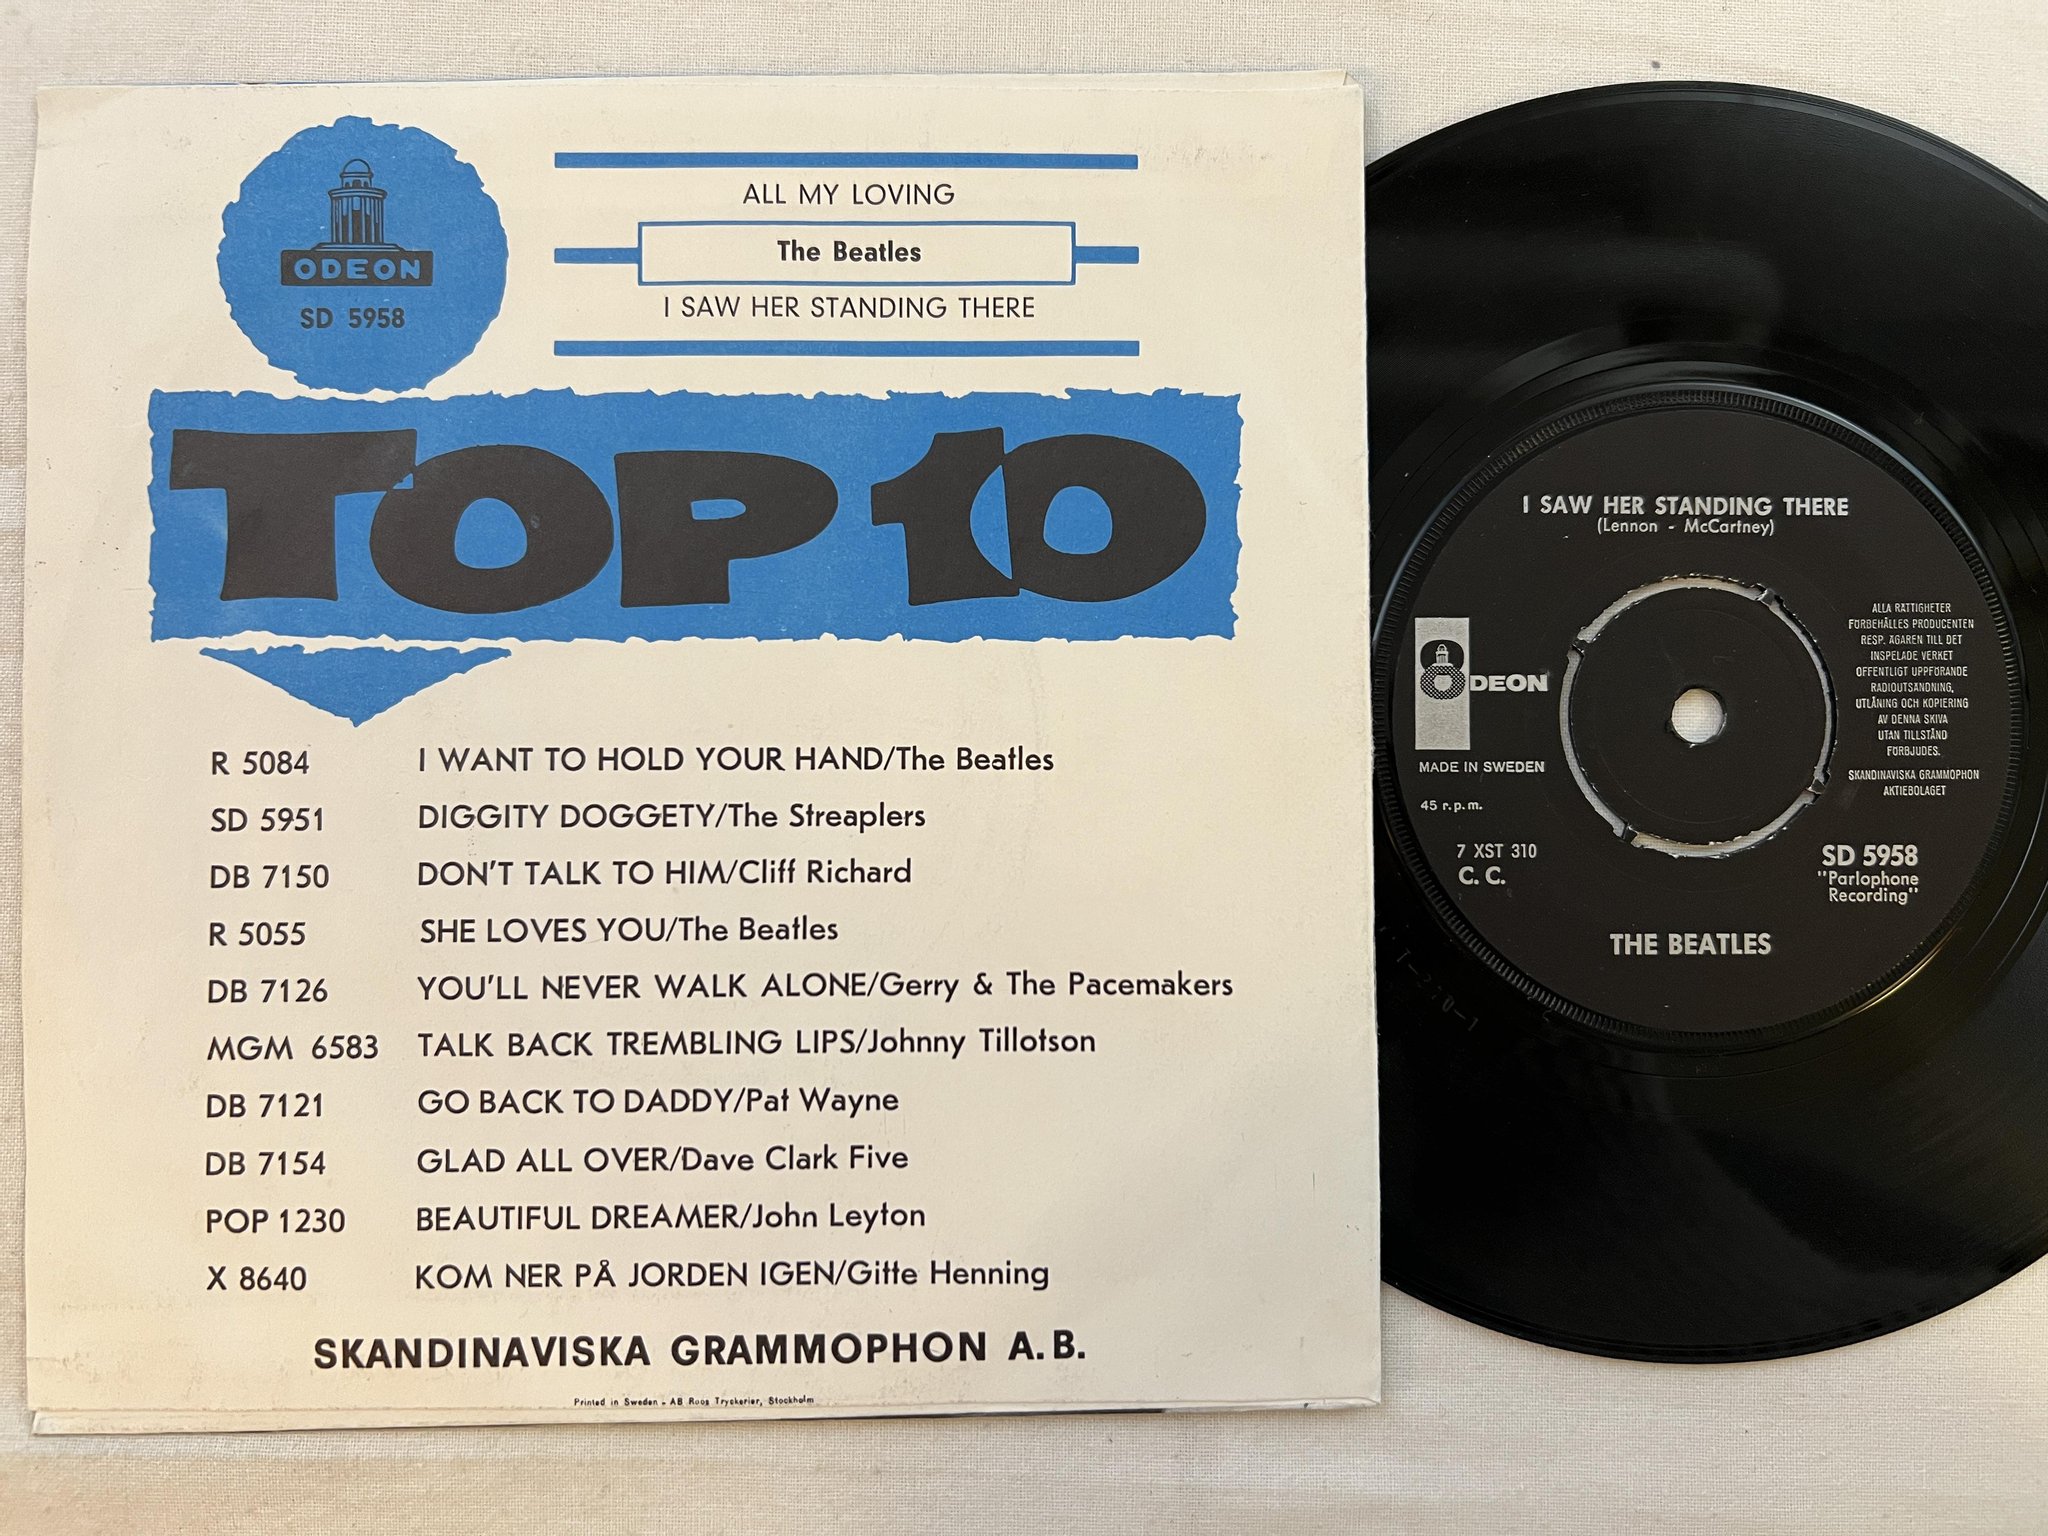 ODEON
SD 5958
ALL MY LOVING
The Beatles
I SAW HER STANDING THERE
TOP 10
R 5084 I WANT TO HOLD YOUR HAND/The Beatles
SD 5951 DIGGITY DOGGETY/The Streaplers
DB 7150 DON'T TALK TO HIM/Cliff Richard
R 5055 SHE LOVES YOU/The Beatles
DB 7126 YOU'LL NEVER WALK ALONE/Gerry & The Pacemakers
MGM 6583 TALK BACK TREMBLING LIPS/Johnny Tillotson
DB 7121 GO BACK TO DADDY/Pat Wayne
DB 7154 GLAD ALL OVER/Dave Clark Five
POP 1230 BEAUTIFUL DREAMER/John Leyton
X 8640 KOM NER PÅ JORDEN IGEN/Gitte Henning
SKANDINAVISKA GRAMMOPHON A.B.
Printed in Sweden - AB Roos Tryckerier, Stockholm
I SAW HER STANDING THERE
(Lennon - McCartney)
ODEON
MADE IN SWEDEN
45 r.p.m.
7 XST 310
C. C.
ALLA RÄTTIGHETER
FÖRBEHÅLLES PRODUCENTEN
RESP. ÄGAREN TILL DET
INSPELADE VERKET
OFFENTLIGT UPPFÖRANDE
RADIOUTSÄNDNING,
UTLÅNING OCH KOPIERING
AV DENNA SKIVA
UTAN TILLSTÅND
FÖRBJUDES.
SKANDINAVISKA GRAMMOPHON
AKTIEBOLAGET
SD 5958
"Parlophone
Recording"
THE BEATLES